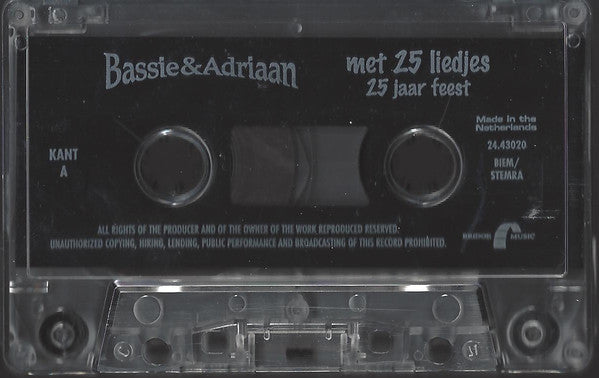 Bassie&Adriaan
met 25 liedjes
25 jaar feest
Made in the
Netherlands
24.43020
BIEM/
STEMRA
KANT
A
ALL RIGHTS OF THE PRODUCER AND OF THE OWNER OF THE WORK REPRODUCED RESERVED.
UNAUTHORIZED COPYING, HIRING, LENDING, PUBLIC PERFORMANCE AND BROADCASTING OF THIS RECORD PROHIBITED.
BRIDGE MUSIC